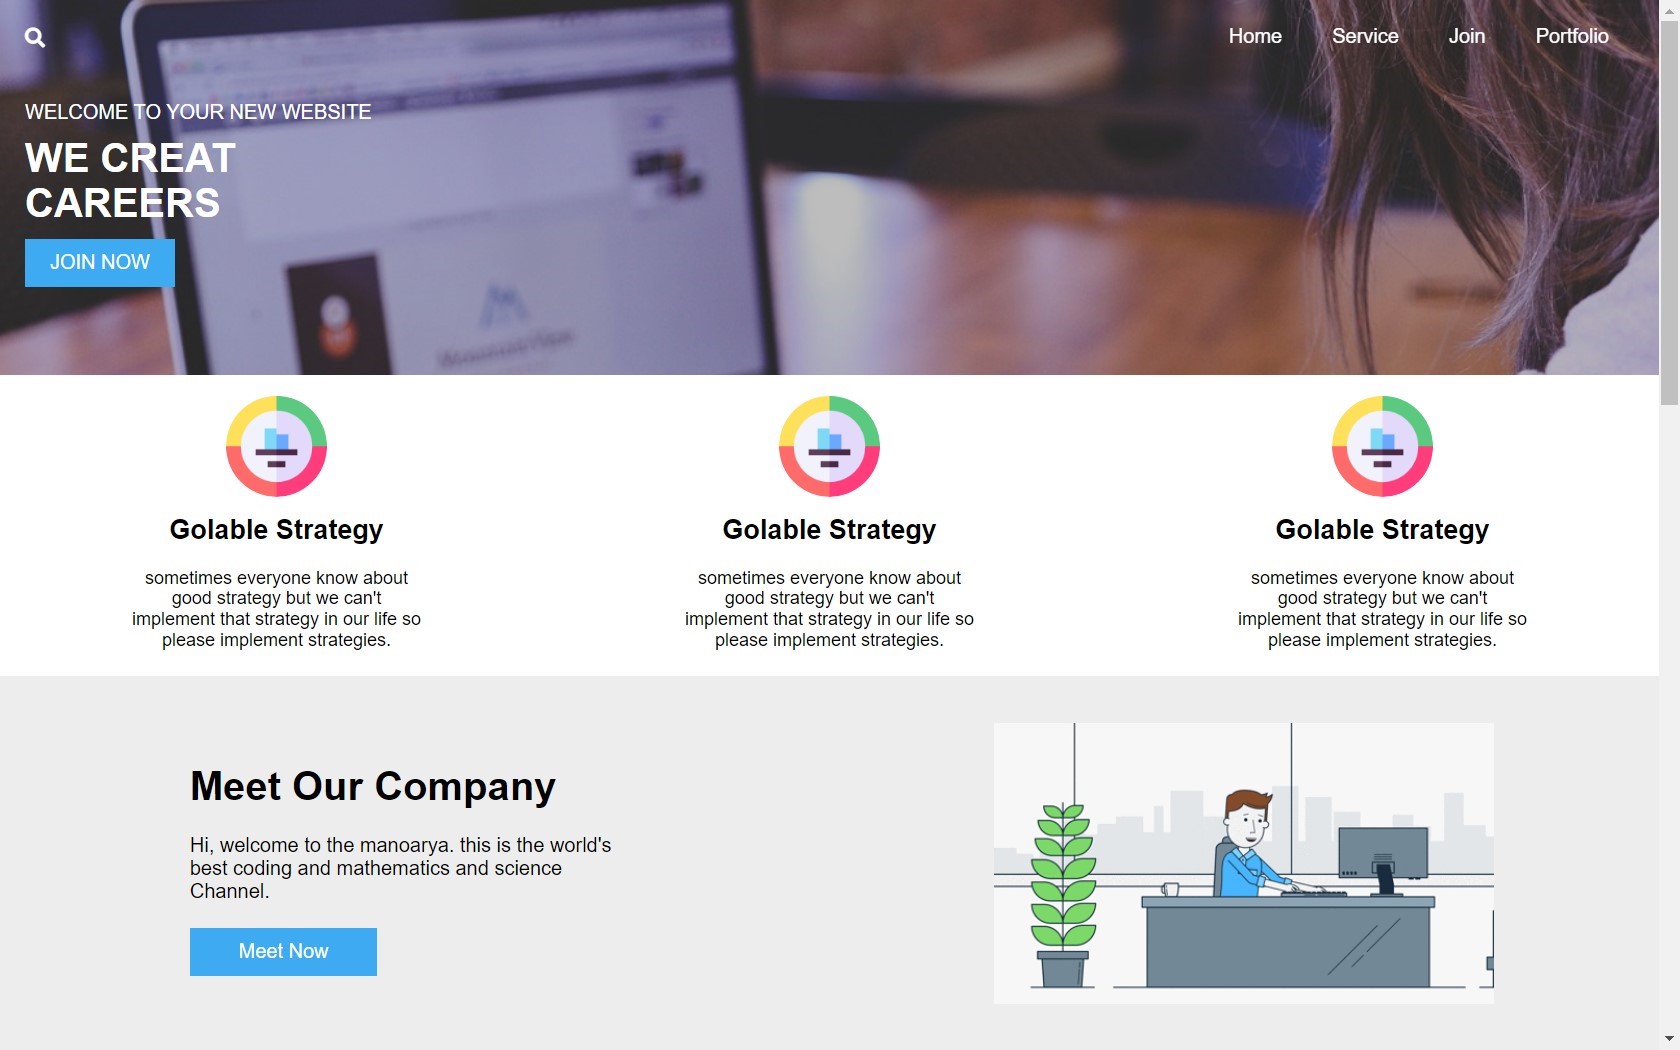 Home Service Join Portfolio
WELCOME TO YOUR NEW WEBSITE
WE CREAT
CAREERS
JOIN NOW
Golable Strategy
sometimes everyone know about
good strategy but we can't
implement that strategy in our life so
please implement strategies.
Golable Strategy
sometimes everyone know about
good strategy but we can't
implement that strategy in our life so
please implement strategies.
Golable Strategy
sometimes everyone know about
good strategy but we can't
implement that strategy in our life so
please implement strategies.
Meet Our Company
Hi, welcome to the manoarya. this is the world's
best coding and mathematics and science
Channel.
Meet Now